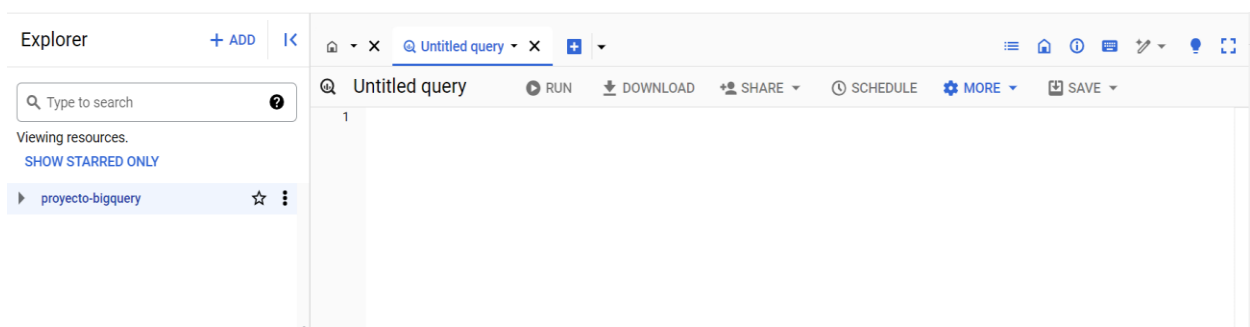 Explorer
+ ADD
Type to search
Viewing resources.
SHOW STARRED ONLY
proyecto-bigquery
Untitled query
Untitled query
RUN
DOWNLOAD
SHARE
SCHEDULE
MORE
SAVE
1